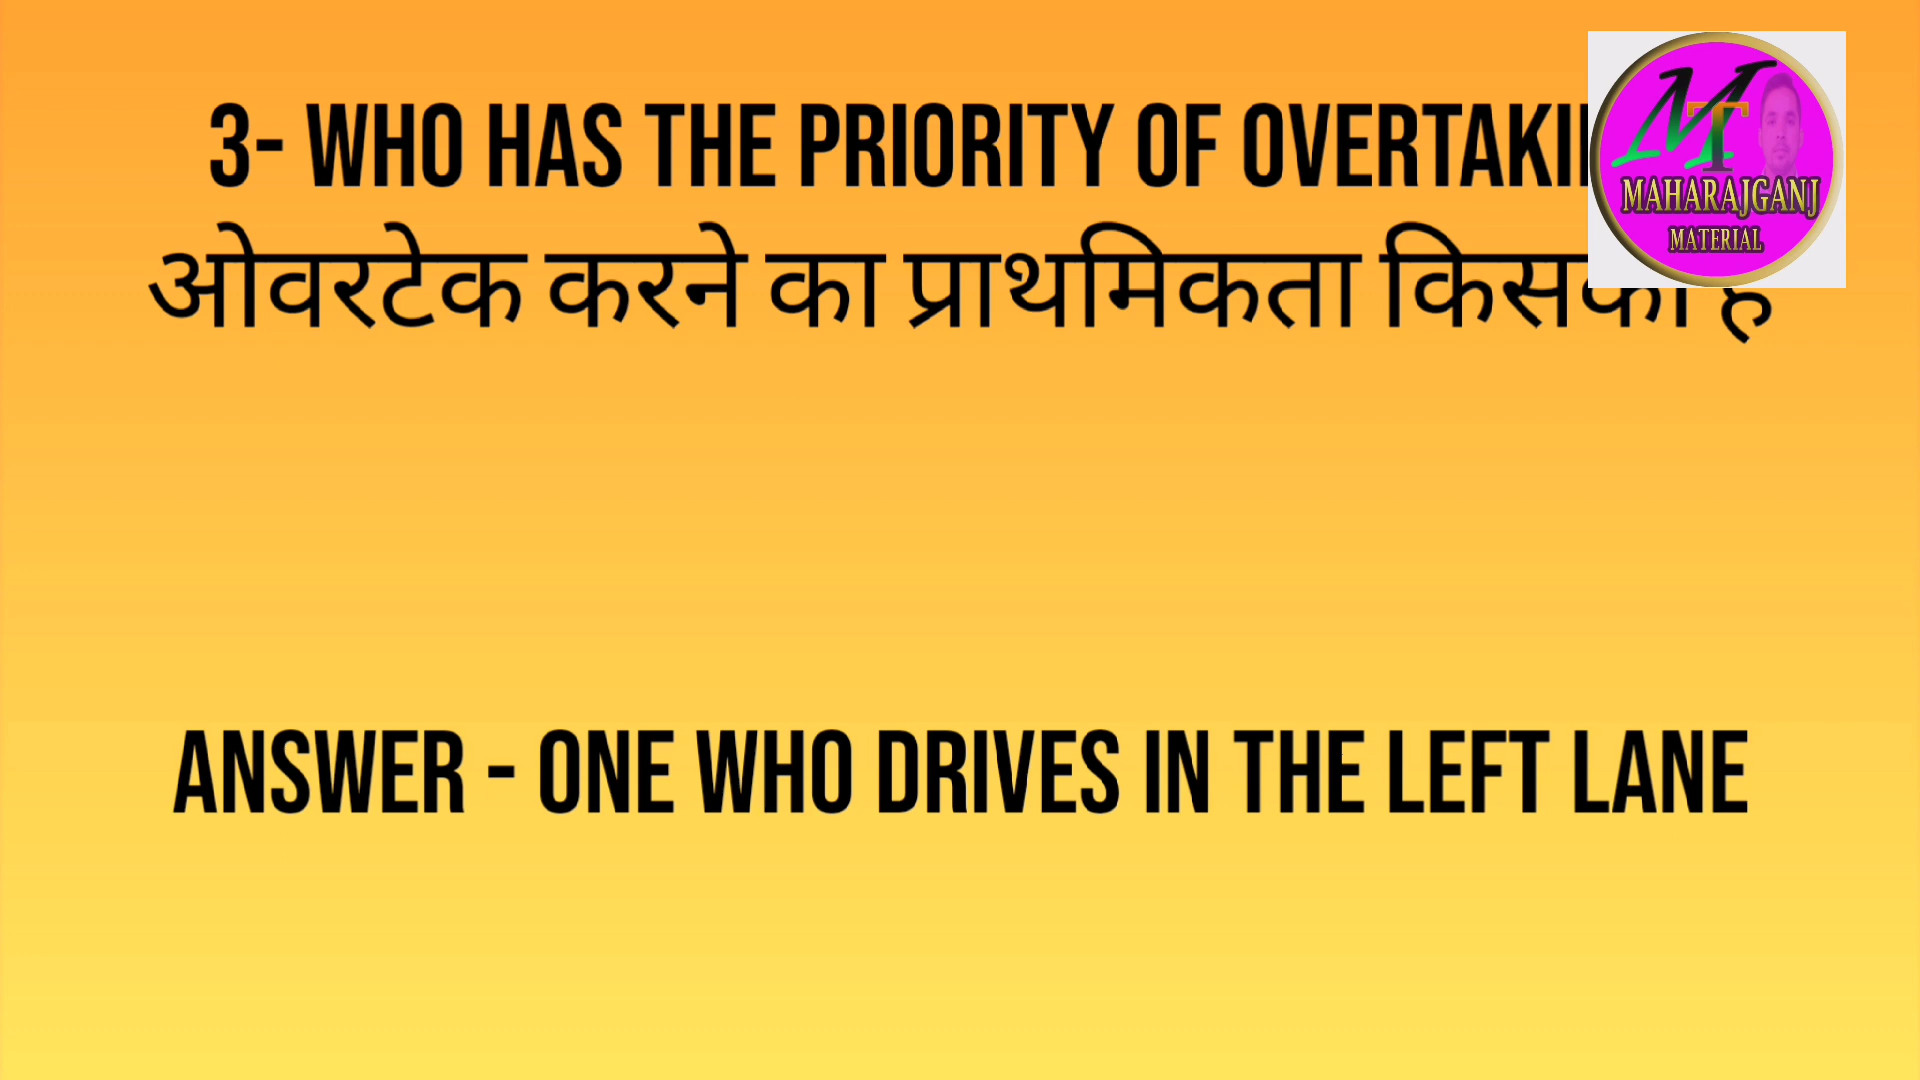 3- WHO HAS THE PRIORITY OF
MT
MAHARAJGANJ
MATERIAL
ओवरटेक करने का प्राथमिकता
ANSWER - ONE WHO DRIVES IN THE LEFT LANE